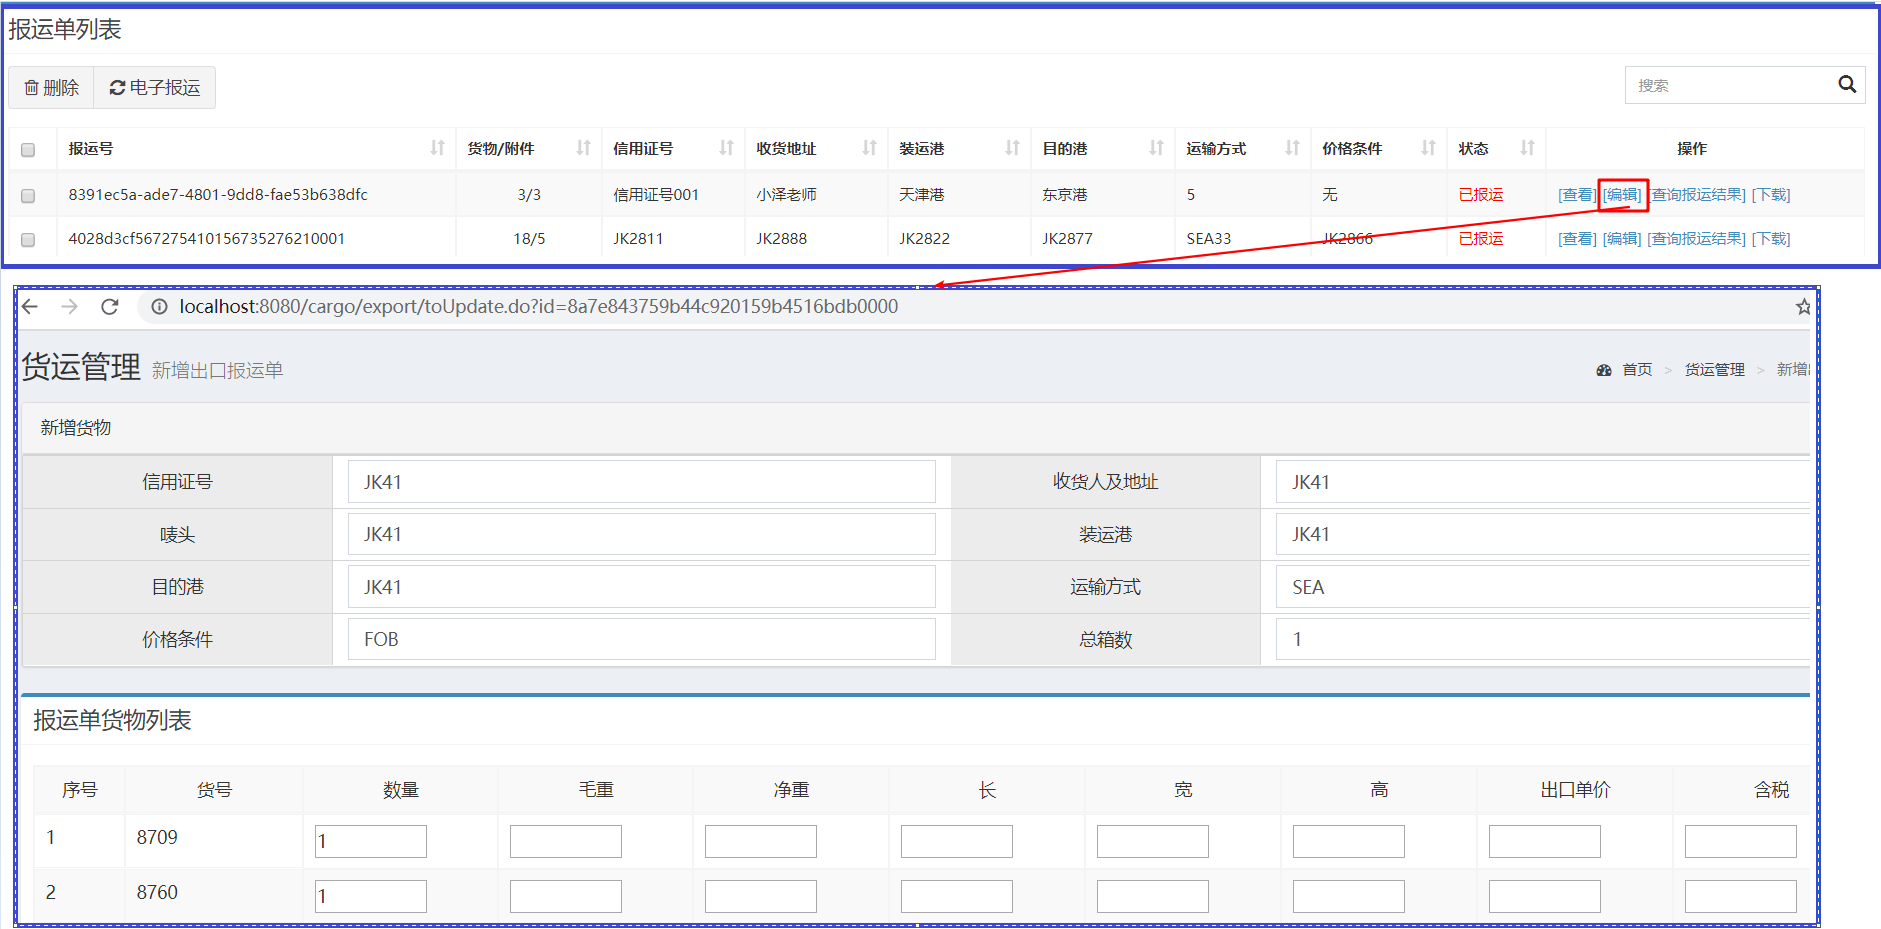 报运单列表
删除 电子报运 搜索
报运号 货物/附件 信用证号 收货地址 装运港 目的港 运输方式 价格条件 状态 操作
8391ec5a-ade7-4801-9dd8-fae53b638dfc 3/3 信用证号001 小泽老师 天津港 东京港 5 无 已报运 [查看] [编辑] [查询报运结果] [下载]
4028d3cf567275410156735276210001 18/5 JK2811 JK2888 JK2822 JK2877 SEA33 JK2866 已报运 [查看] [编辑] [查询报运结果] [下载]
localhost:8080/cargo/export/toUpdate.do?id=8a7e843759b44c920159b4516bdb0000
货运管理 新增出口报运单 首页 > 货运管理 > 新增
新增货物
信用证号 JK41 收货人及地址 JK41
唛头 JK41 装运港 JK41
目的港 JK41 运输方式 SEA
价格条件 FOB 总箱数 1
报运单货物列表
序号 货号 数量 毛重 净重 长 宽 高 出口单价 含税
1 8709 1
2 8760 1